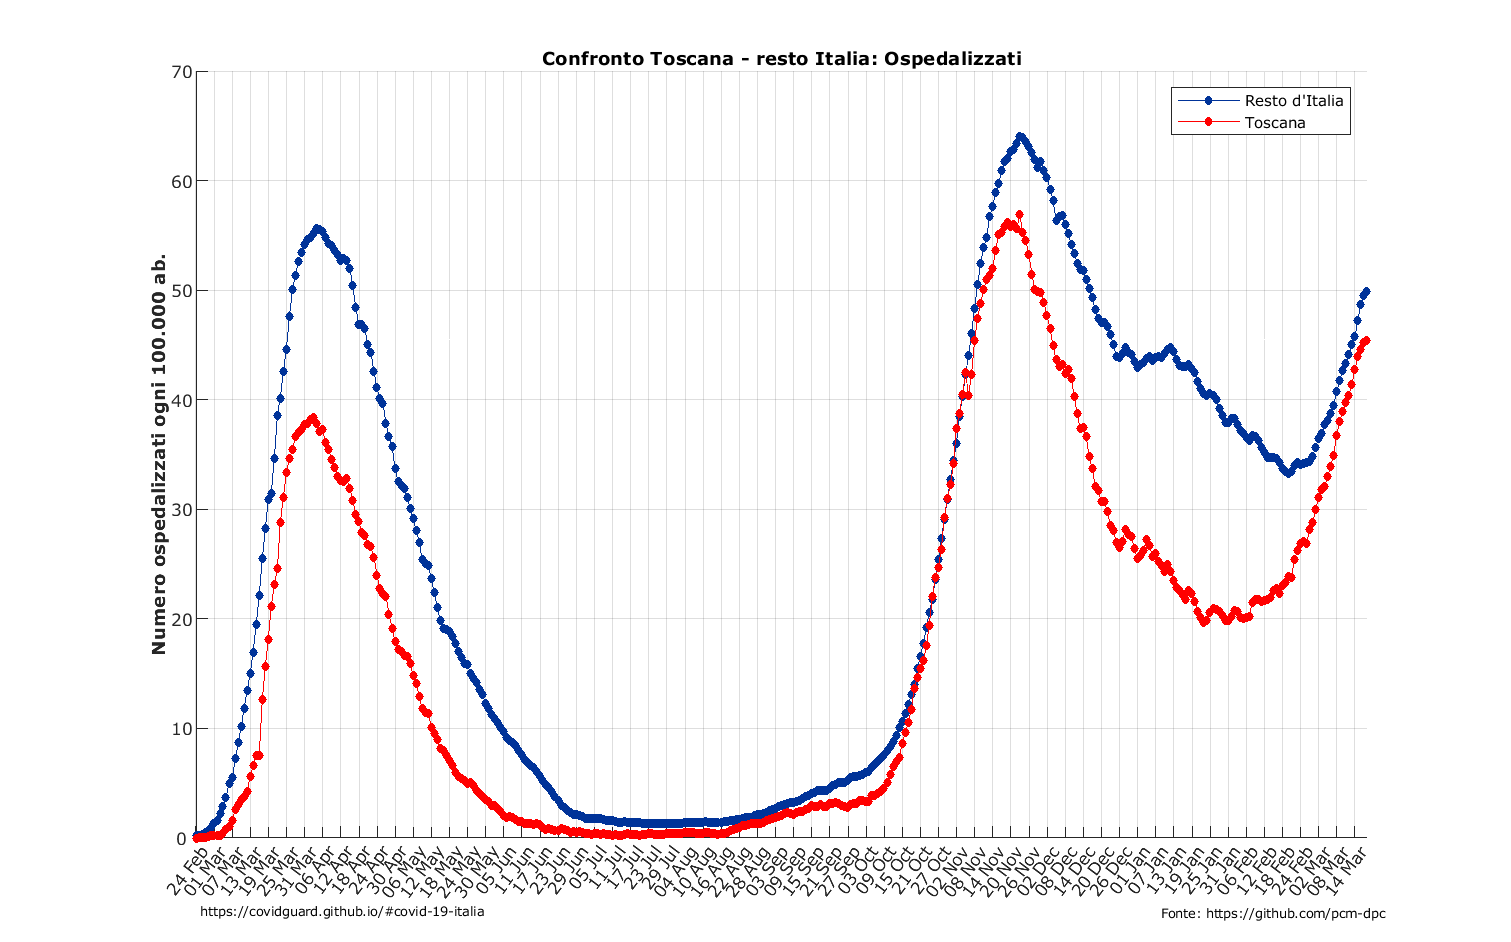 Confronto Toscana - resto Italia: Ospedalizzati
Resto d'Italia
Toscana
Numero ospedalizzati ogni 100.000 ab.
70
60
50
40
30
20
10
0
24 Feb
01 Mar
07 Mar
13 Mar
19 Mar
25 Mar
31 Mar
06 Apr
12 Apr
18 Apr
24 Apr
30 Apr
06 May
12 May
18 May
24 May
30 May
05 Jun
11 Jun
17 Jun
23 Jun
29 Jun
05 Jul
11 Jul
17 Jul
23 Jul
29 Jul
04 Aug
10 Aug
16 Aug
22 Aug
28 Aug
03 Sep
09 Sep
15 Sep
21 Sep
27 Sep
03 Oct
09 Oct
15 Oct
21 Oct
27 Oct
02 Nov
08 Nov
14 Nov
20 Nov
26 Nov
02 Dec
08 Dec
14 Dec
20 Dec
26 Dec
01 Jan
07 Jan
13 Jan
19 Jan
25 Jan
31 Jan
06 Feb
12 Feb
18 Feb
24 Feb
02 Mar
08 Mar
14 Mar
https://covidguard.github.io/#covid-19-italia
Fonte: https://github.com/pcm-dpc